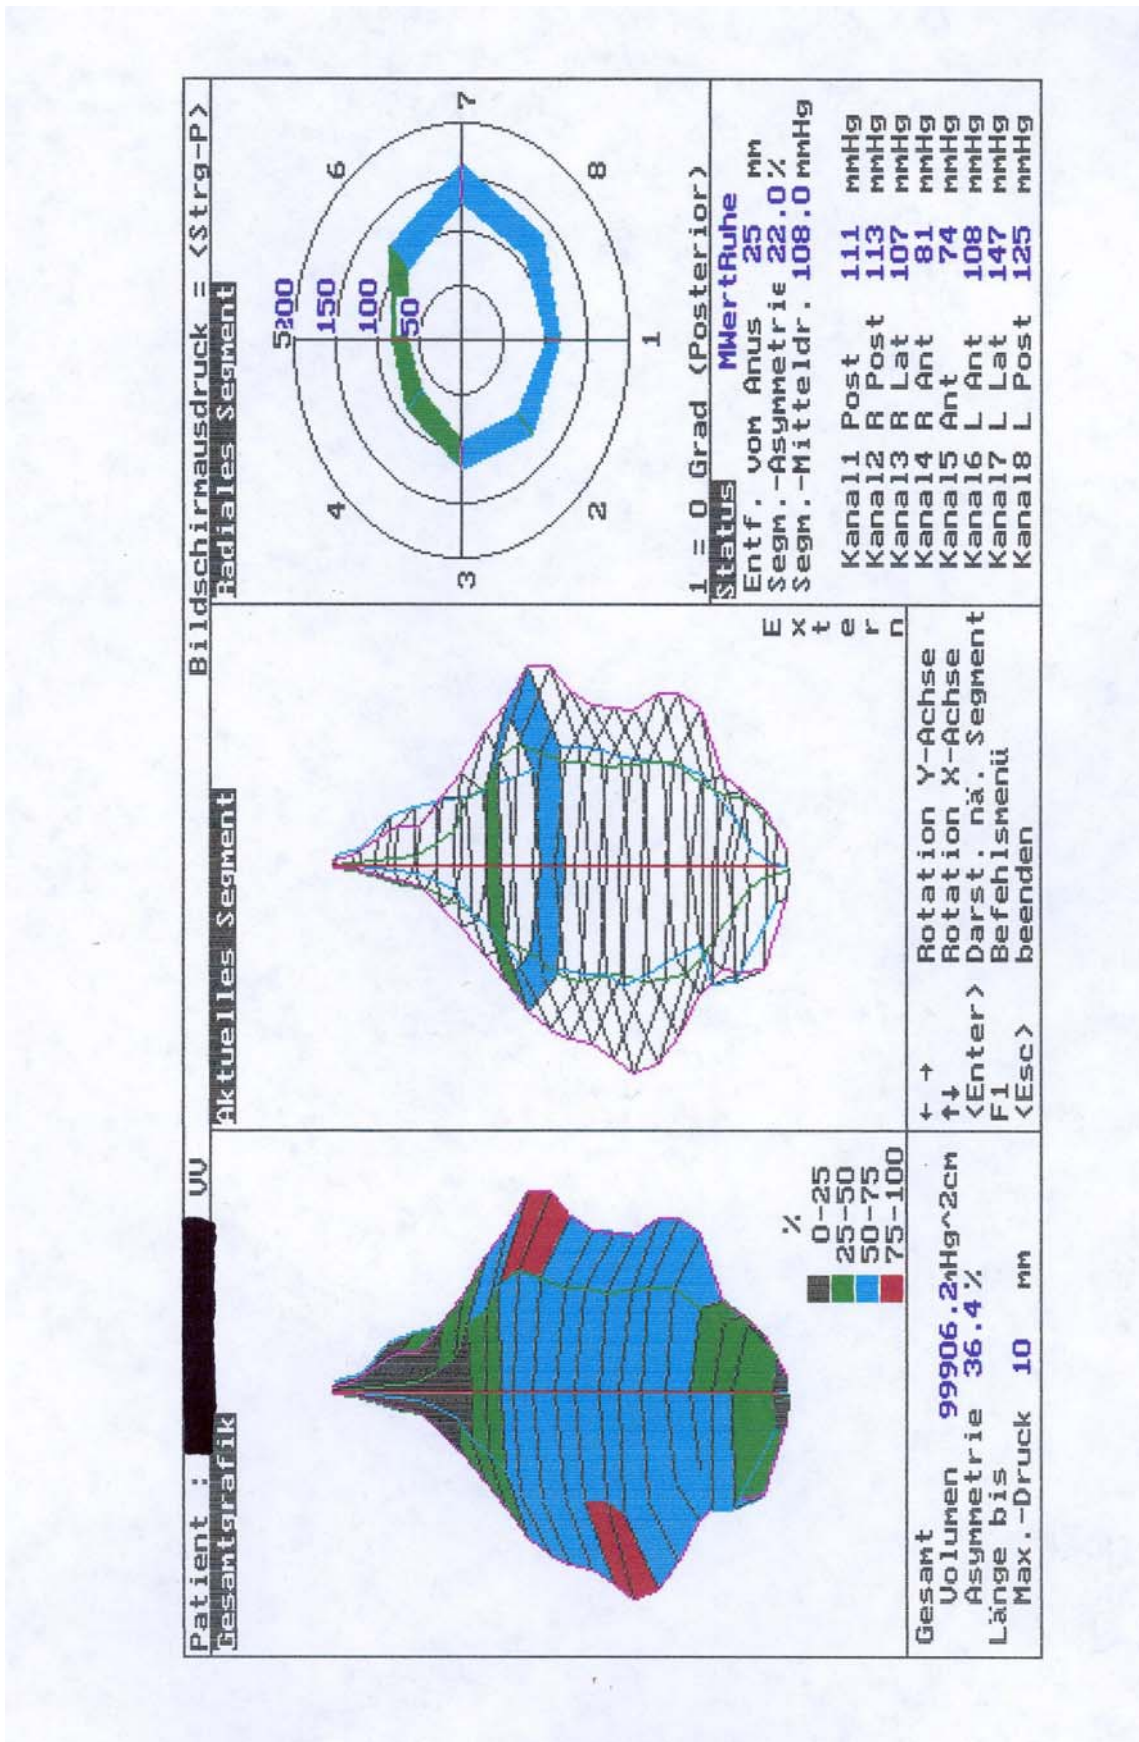 Patient : VV Bildschirmausdruck = <Strg-P>
Gesamtgrafik
%
0-25
25-50
50-75
75-100
Gesamt
Volumen 99906.2mHg^2cm
Asymmetrie 36.4 %
Länge bis
Max.-Druck 10 mm
Aktuelles Segment
E
x
t
e
r
n
← → Rotation Y-Achse
↑↓ Rotation X-Achse
<Enter> Darst. nä. Segment
F1 Befehlsmenü
<Esc> beenden
Radiales Segment
5200
150
100
50
4
6
3
7
2
8
1
1 = 0 Grad (Posterior)
Status MWertRuhe
Entf. vom Anus 25 mm
Segm.-Asymmetrie 22.0 %
Segm.-Mitteldr. 108.0 mmHg
Kanal1 Post 111 mmHg
Kanal2 R Post 113 mmHg
Kanal3 R Lat 107 mmHg
Kanal4 R Ant 81 mmHg
Kanal5 Ant 74 mmHg
Kanal6 L Ant 108 mmHg
Kanal7 L Lat 147 mmHg
Kanal8 L Post 125 mmHg